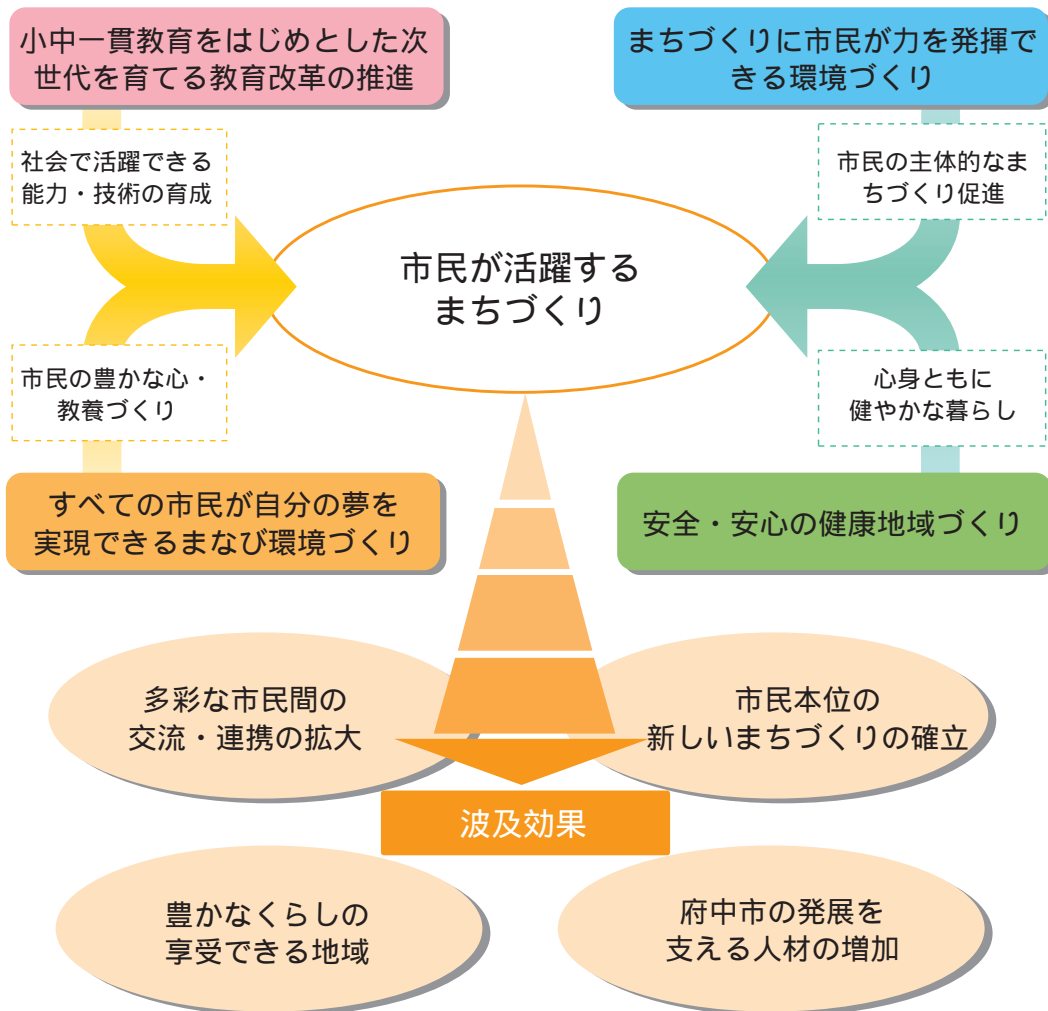 小中一貫教育をはじめとした次
世代を育てる教育改革の推進
まちづくりに市民が力を発揮で
きる環境づくり
社会で活躍できる
能力・技術の育成
市民の主体的なま
ちづくり促進
市民が活躍する
まちづくり
市民の豊かな心・
教養づくり
心身ともに
健やかな暮らし
すべての市民が自分の夢を
実現できるまなび環境づくり
安全・安心の健康地域づくり
多彩な市民間の
交流・連携の拡大
市民本位の
新しいまちづくりの確立
波及効果
豊かなくらしの
享受できる地域
府中市の発展を
支える人材の増加